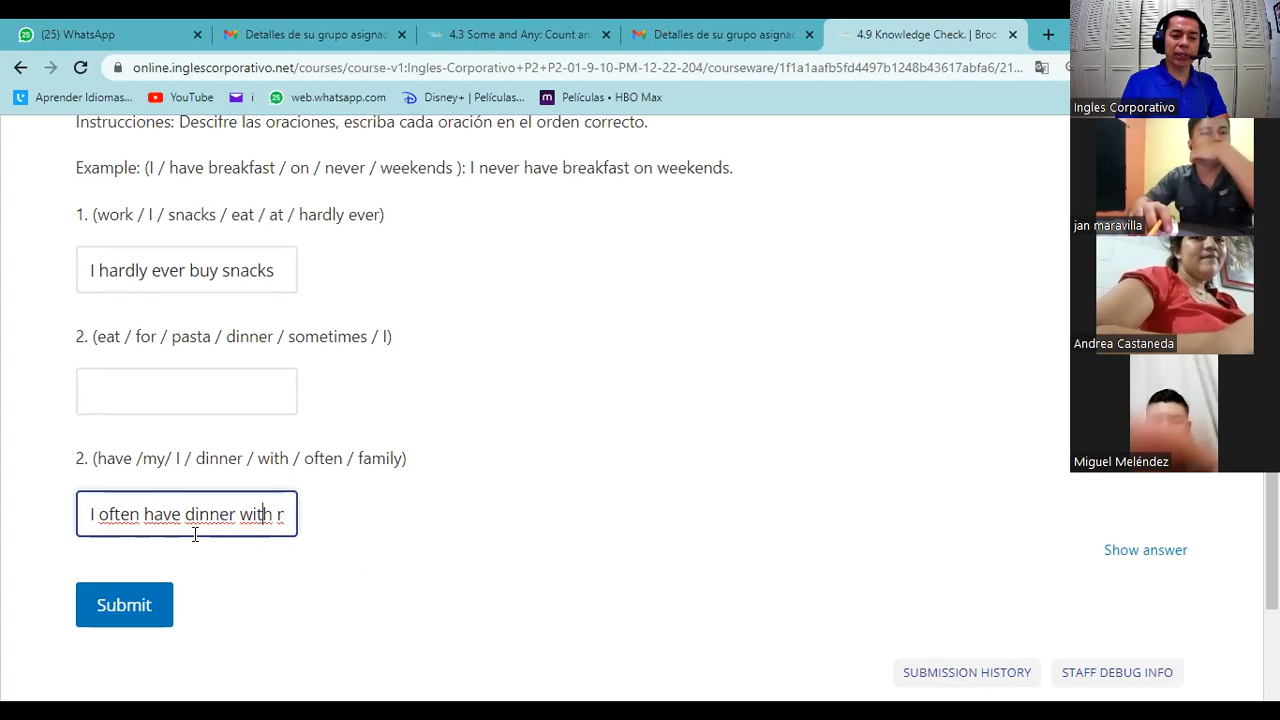 (25) WhatsApp
Detalles de su grupo asign
Some - Any: Count an
Detalles de su grupo asign
4.9 Knowledge Check. | Broc
online.inglescorporativo.net/courses/course-v1:Ingles-Corporativo+P2+P2-01-9-10-PM-12-22-204/courseware/1f1a1aafb5fd4497b1248b43617abfa6/21...
Aprender Idiomas...
YouTube
i
web.whatsapp.com
Disney+ | Películas...
Películas • HBO Max
Ingles Corporativo
jan maravilla
Andrea Castaneda
Miguel Meléndez
Instrucciones: Descifre las oraciones, escriba cada oración en el orden correcto.
Example: (I / have breakfast / on / never / weekends ): I never have breakfast on weekends.
1. (work / I / snacks / eat / at / hardly ever)
I hardly ever buy snacks
2. (eat / for / pasta / dinner / sometimes / I)
2. (have /my/ I / dinner / with / often / family)
I often have dinner with
Show answer
Submit
SUBMISSION HISTORY
STAFF DEBUG INFO